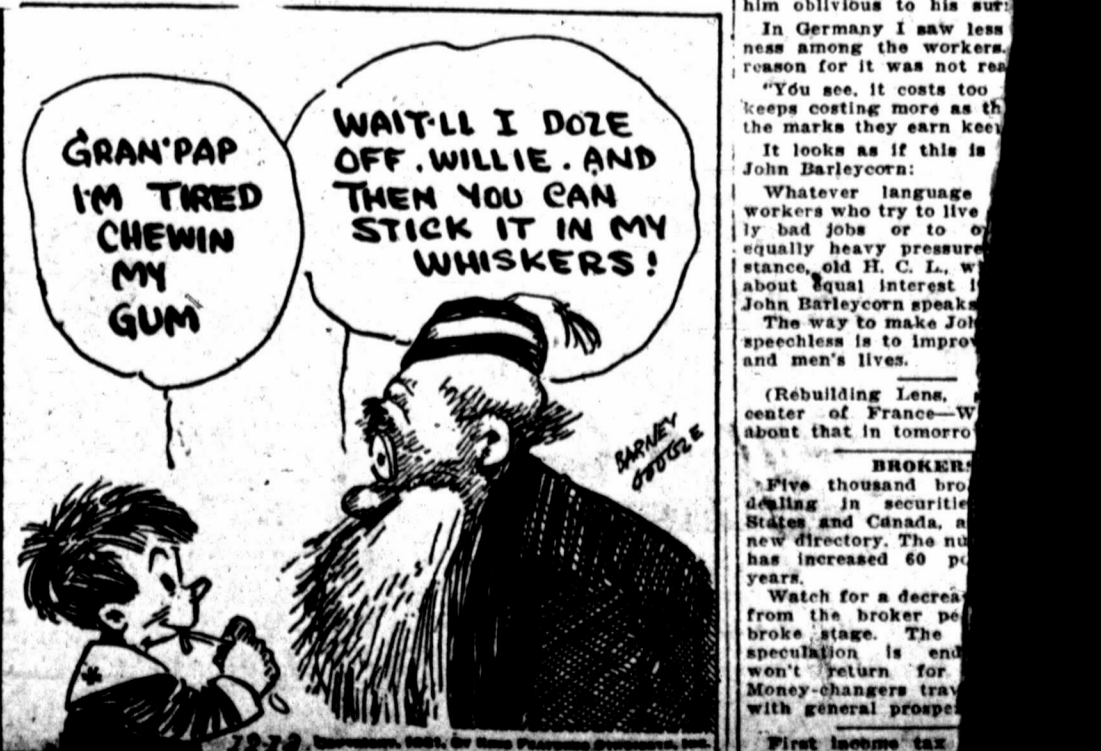 GRAN'PAP
I'M TIRED
CHEWIN
MY
GUM
WAIT'LL I DOZE
OFF. WILLIE. AND
THEN YOU CAN
STICK IT IN MY
WHISKERS!
BARNEY
GOOGLE
COPYRIGHT, 1921, BY KING FEATURES SYNDICATE, INC.
him oblivious to his
In Germany I saw less
ness among the workers.
reason for it was not
"You see, it costs too
keeps costing more as
the marks they earn
It looks as if this is
John Barleycorn:
Whatever language
workers who try to live
ly bad jobs or to
equally heavy pressure
stance, old H. C. L.,
about equal interest
John Barleycorn speaks
The way to make
speechless is to
and men's lives.
(Rebuilding Lens,
center of France—
about that in
BROKERS
Five thousand
dealing in
States and Canada, a
new directory. The
has increased 60
years.
Watch for a
from the broker
broke stage. The
speculation is
won't return for
Money-changers
with general
First income tax